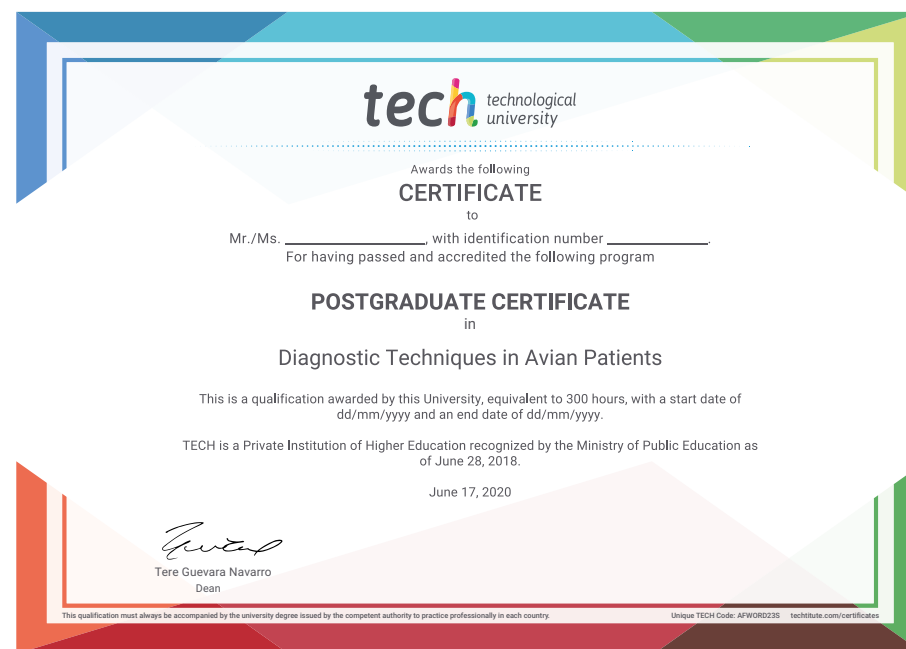 tech technological
university
Awards the following
CERTIFICATE
to
Mr./Ms. ____________________, with identification number ______________.
For having passed and accredited the following program
POSTGRADUATE CERTIFICATE
in
Diagnostic Techniques in Avian Patients
This is a qualification awarded by this University, equivalent to 300 hours, with a start date of
dd/mm/yyyy and an end date of dd/mm/yyyy.
TECH is a Private Institution of Higher Education recognized by the Ministry of Public Education as
of June 28, 2018.
June 17, 2020
Tere Guevara Navarro
Dean
This qualification must always be accompanied by the university degree issued by the competent authority to practice professionally in each country. Unique TECH Code: AFWORD23S techtitute.com/certificates